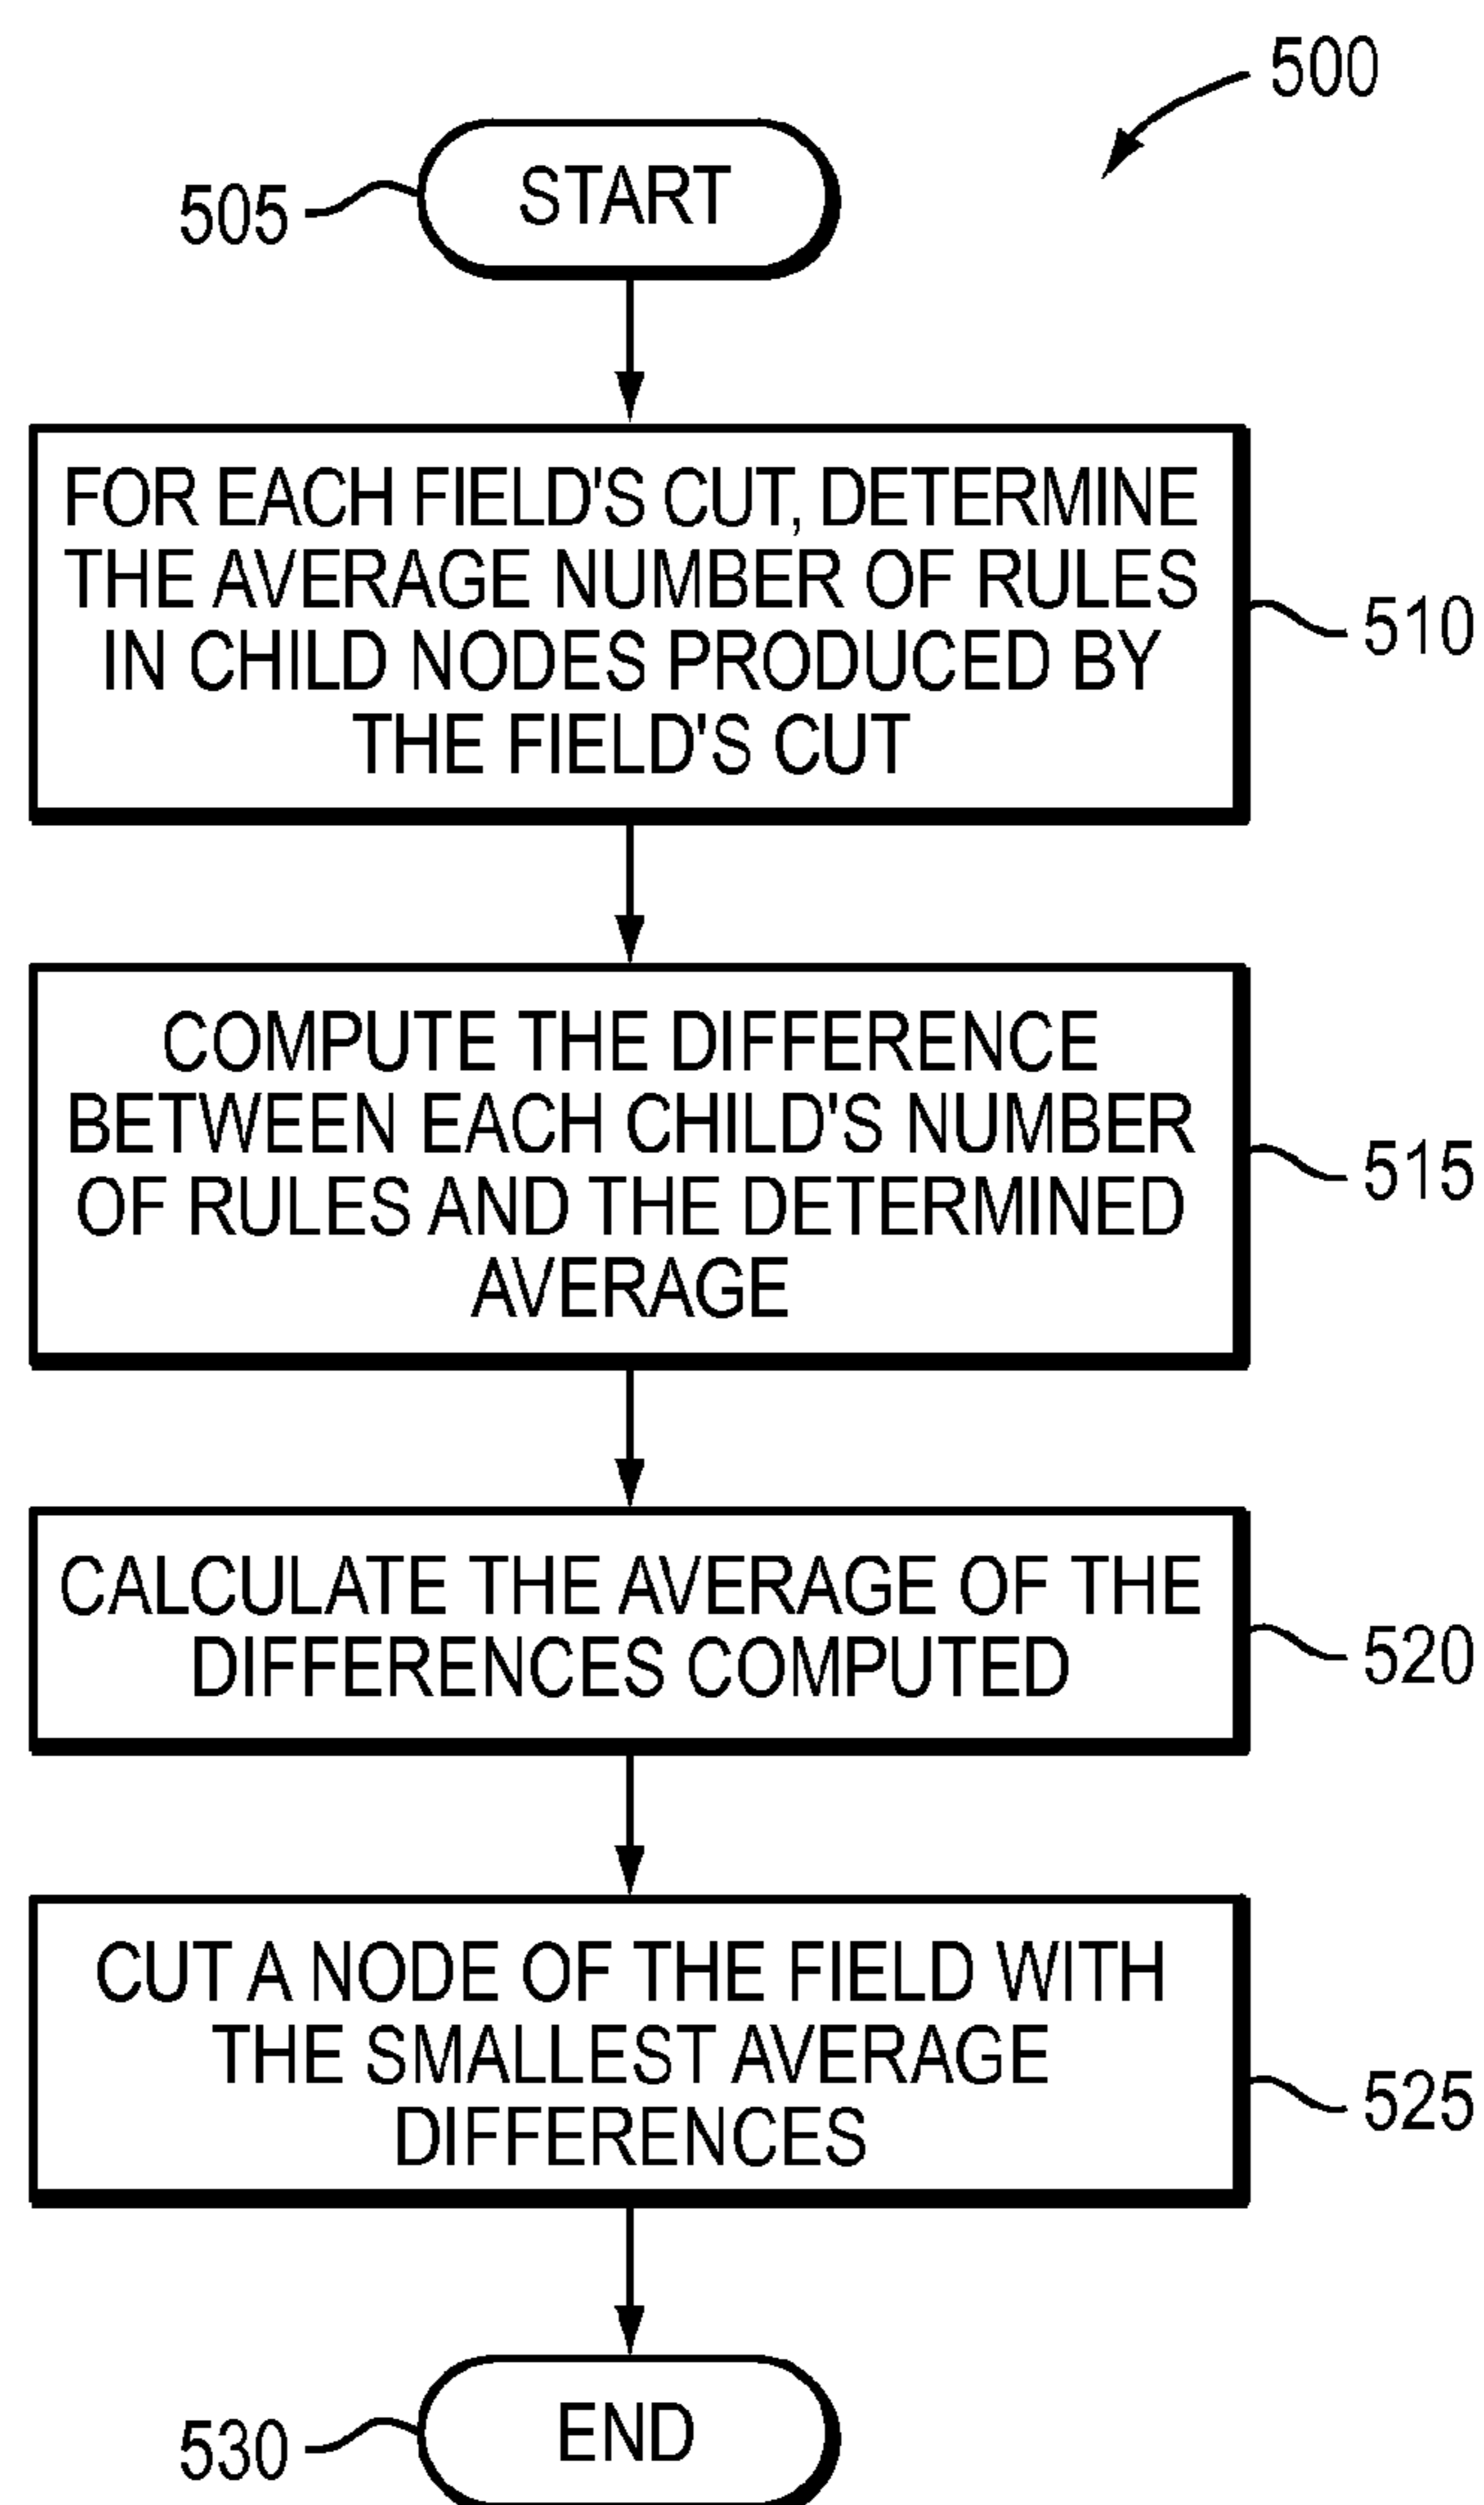 500
505
START
FOR EACH FIELD'S CUT, DETERMINE
THE AVERAGE NUMBER OF RULES
IN CHILD NODES PRODUCED BY
THE FIELD'S CUT
510
COMPUTE THE DIFFERENCE
BETWEEN EACH CHILD'S NUMBER
OF RULES AND THE DETERMINED
AVERAGE
515
CALCULATE THE AVERAGE OF THE
DIFFERENCES COMPUTED
520
CUT A NODE OF THE FIELD WITH
THE SMALLEST AVERAGE
DIFFERENCES
525
530
END